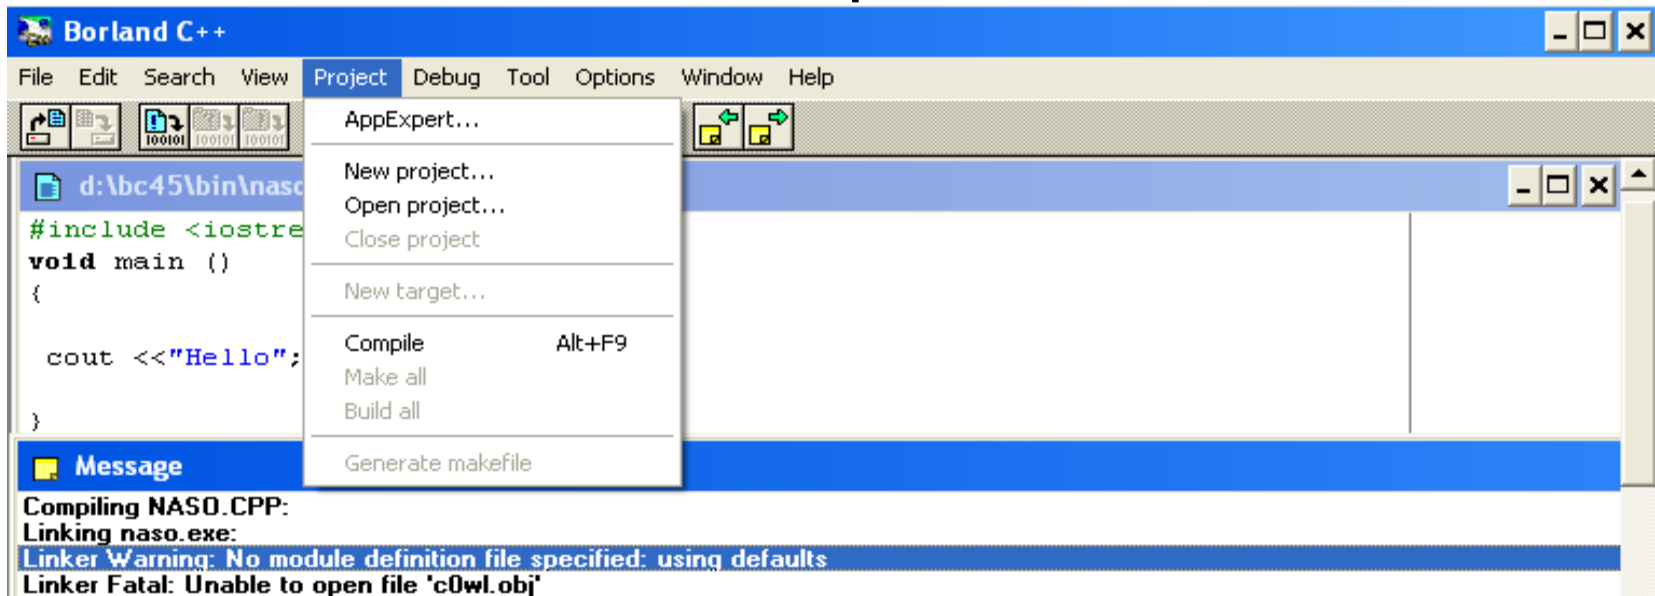 Borland C++
File Edit Search View Project Debug Tool Options Window Help
AppExpert...
New project...
Open project...
Close project
New target...
Compile Alt+F9
Make all
Build all
Generate makefile
d:\bc45\bin\naso
#include <iostre
void main ()
{
cout <<"Hello";
}
Message
Compiling NASO.CPP:
Linking naso.exe:
Linker Warning: No module definition file specified: using defaults
Linker Fatal: Unable to open file 'c0wl.obj'